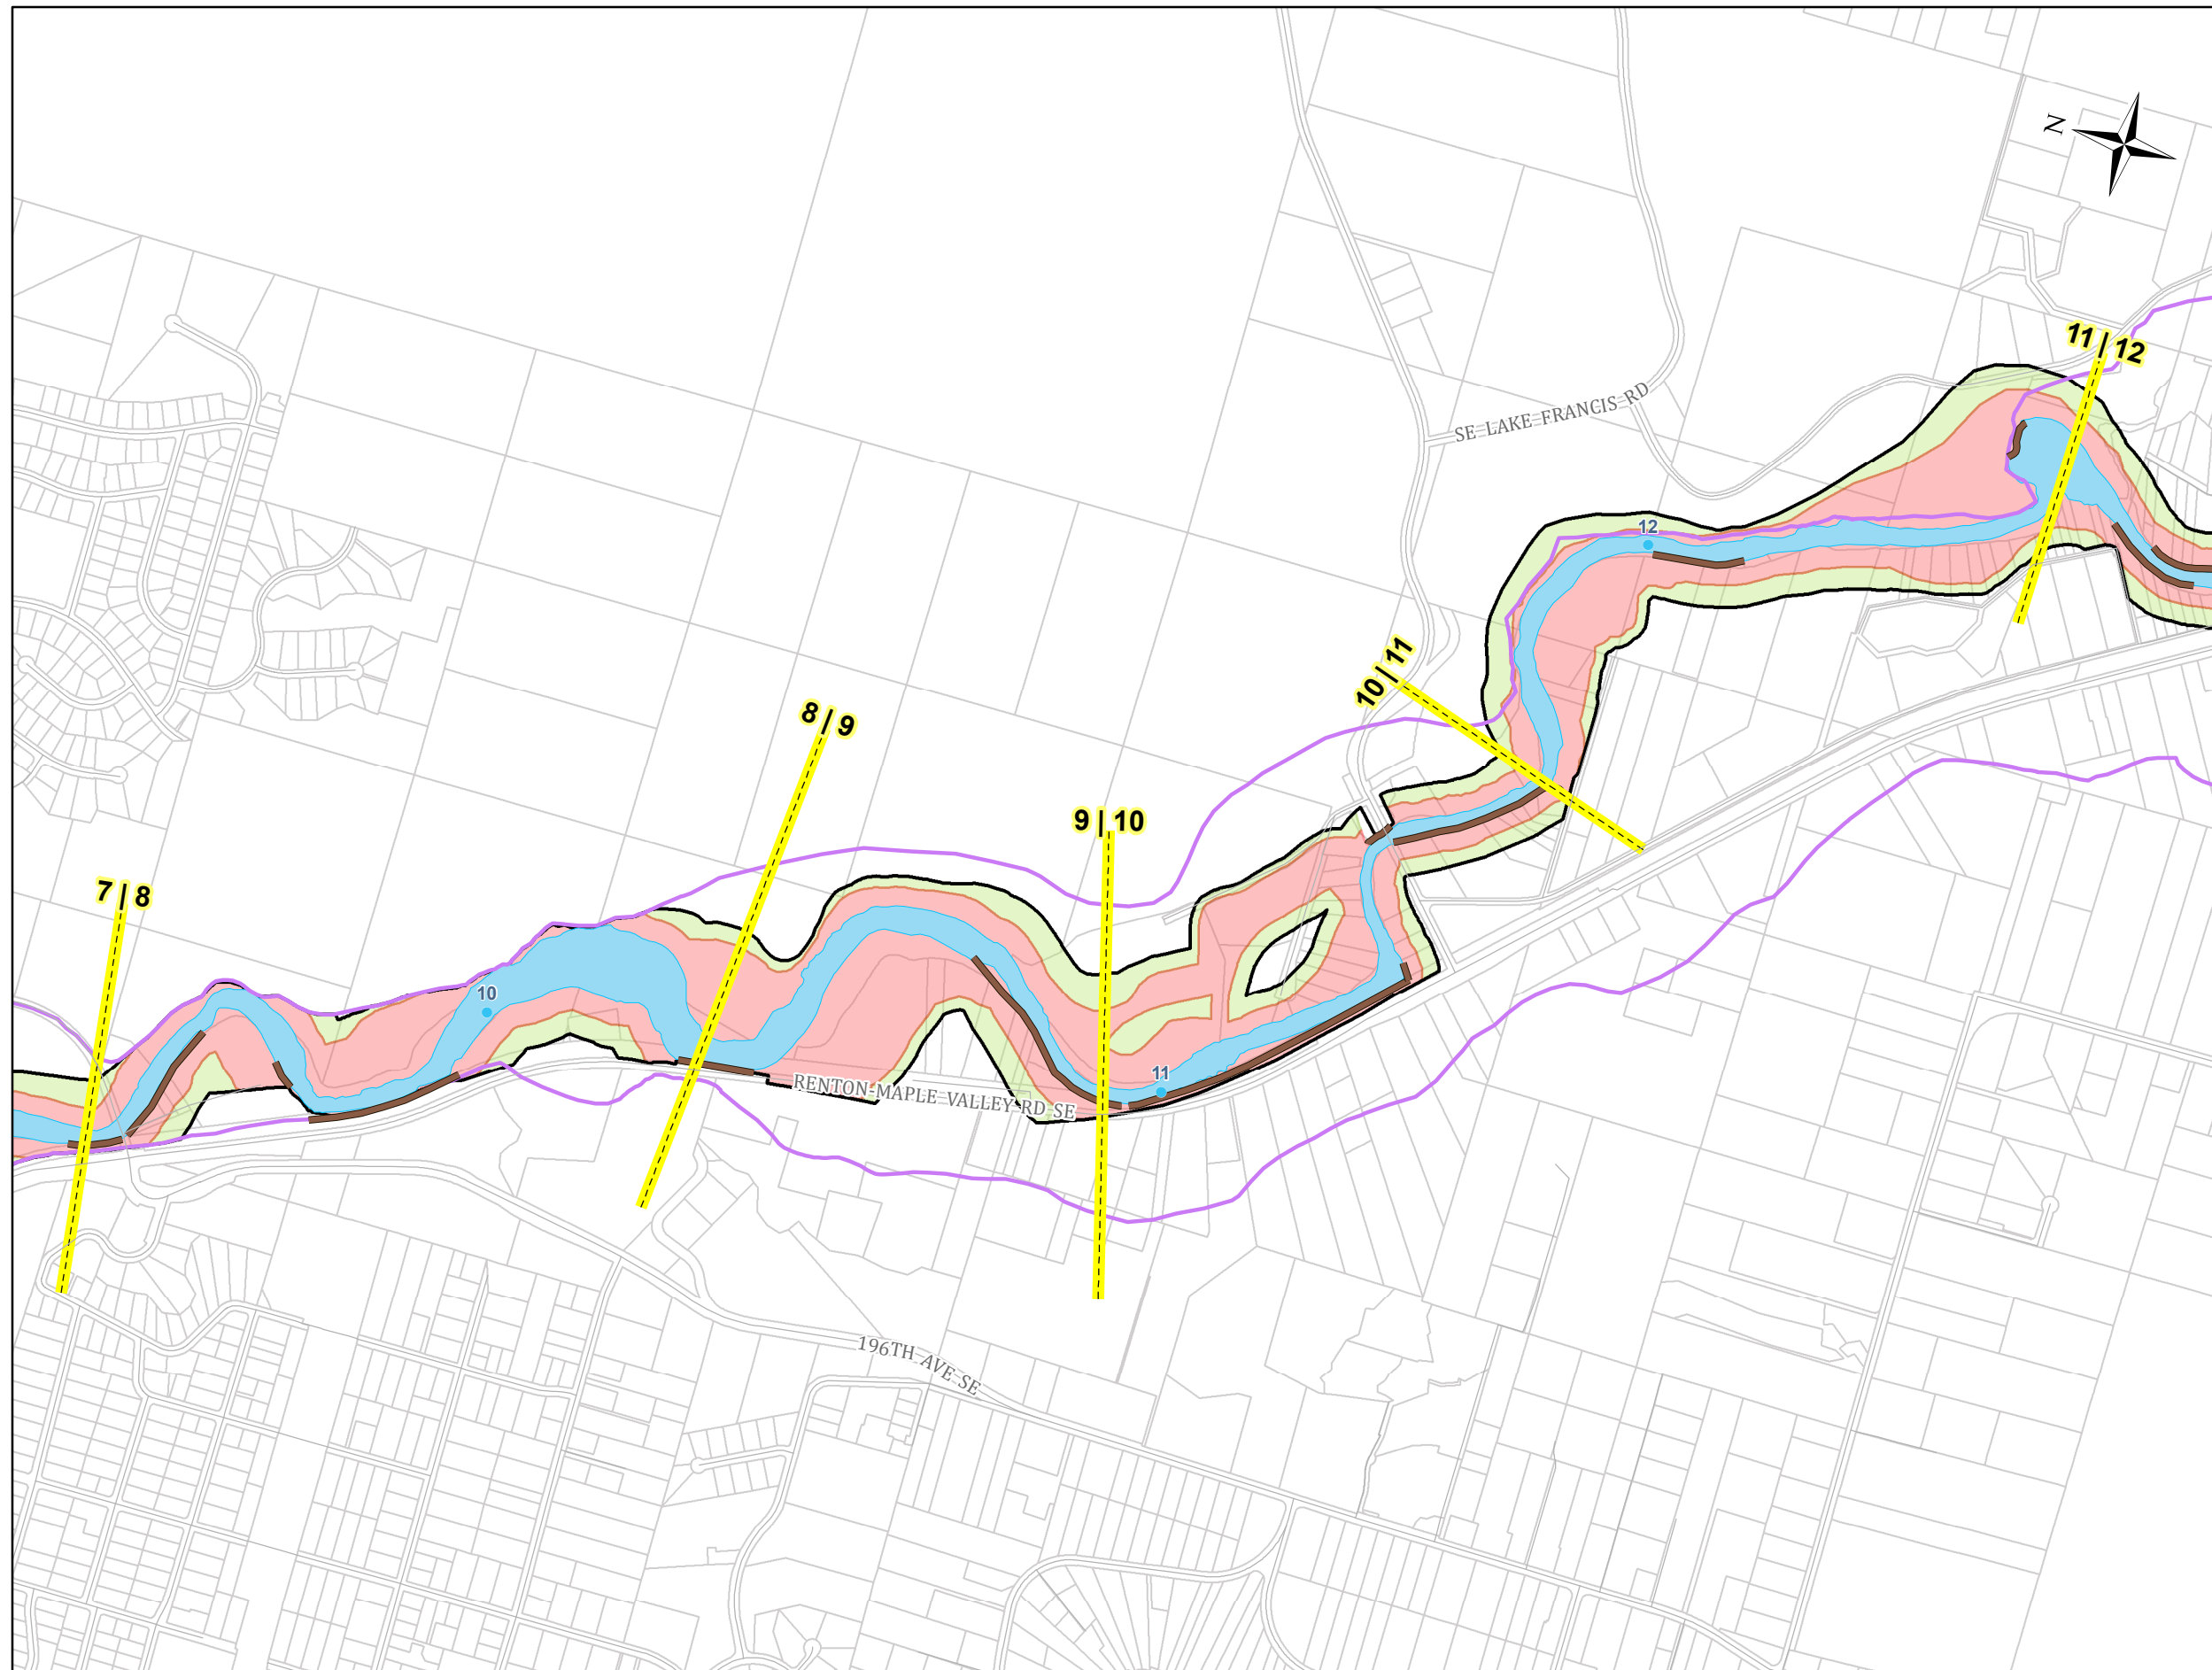 N
11 | 12
SE LAKE FRANCIS RD
12
10 | 11
8 | 9
9 | 10
7 | 8
10
11
RENTON-MAPLE VALLEY RD SE
196TH AVE SE